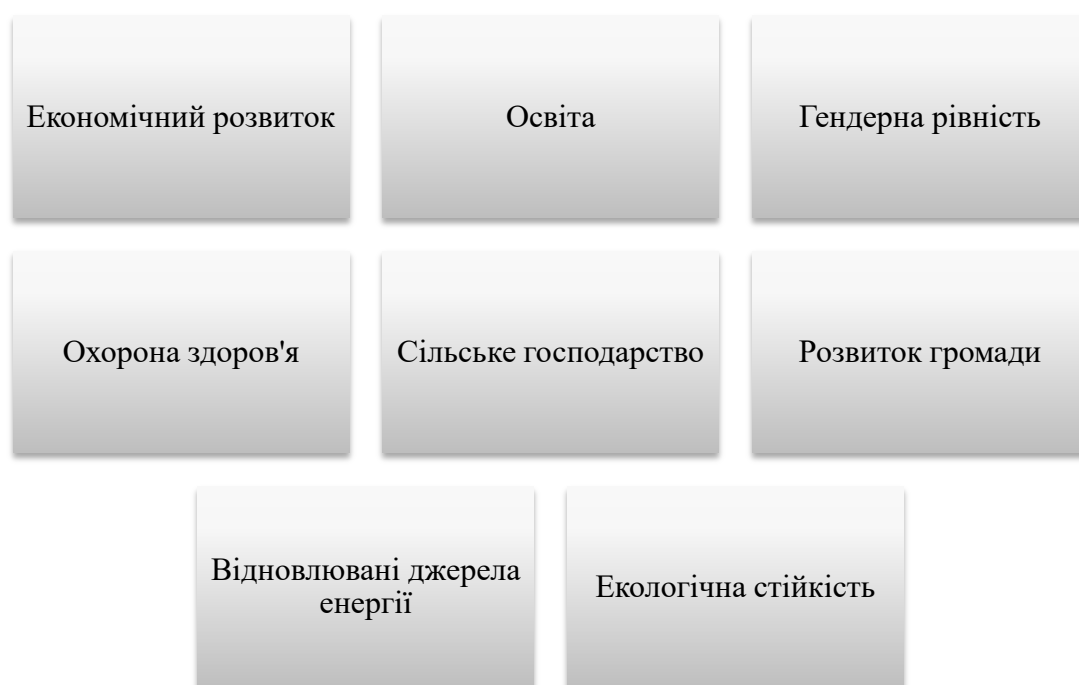 Економічний розвиток
Освіта
Гендерна рівність
Охорона здоров'я
Сільське господарство
Розвиток громади
Відновлювані джерела
енергії
Екологічна стійкість